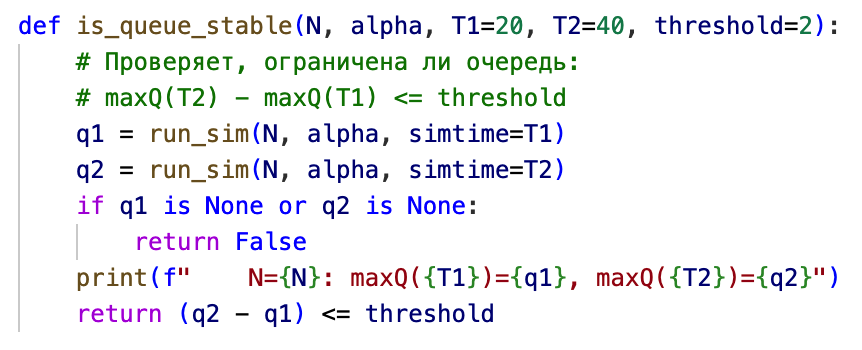 def is_queue_stable(N, alpha, T1=20, T2=40, threshold=2):
    # Проверяет, ограничена ли очередь:
    # maxQ(T2) - maxQ(T1) <= threshold
    q1 = run_sim(N, alpha, simtime=T1)
    q2 = run_sim(N, alpha, simtime=T2)
    if q1 is None or q2 is None:
        return False
    print(f"    N={N}: maxQ({T1})={q1}, maxQ({T2})={q2}")
    return (q2 - q1) <= threshold